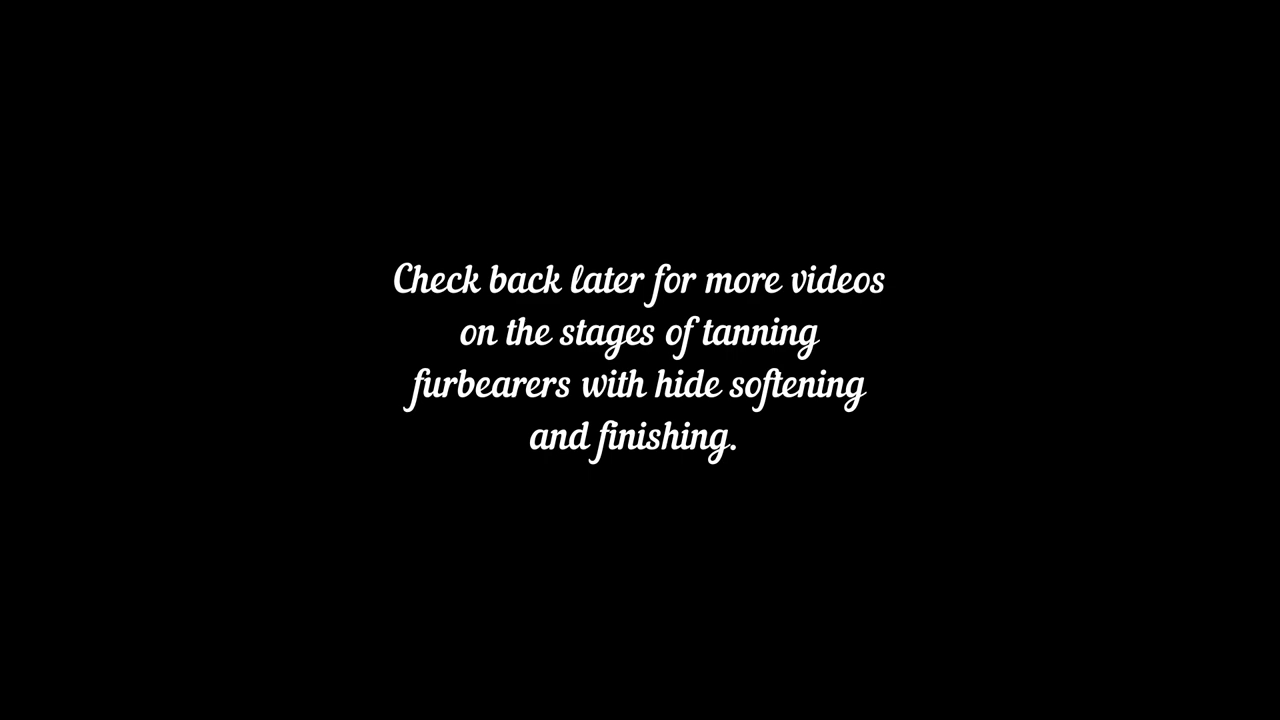 Check back later for more videos
on the stages of tanning
furbearers with hide softening
and finishing.